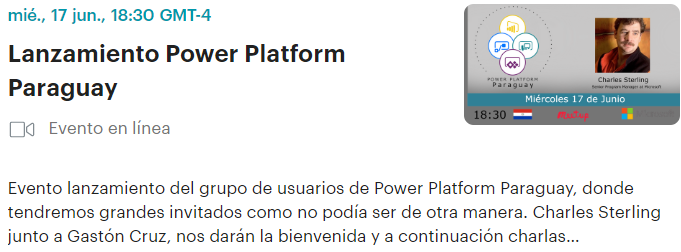 mié., 17 jun., 18:30 GMT-4
Lanzamiento Power Platform
Paraguay
Evento en línea
POWER PLATFORM
Paraguay
Charles Sterling
Senior Program Manager at Microsoft
Miércoles 17 de Junio
18:30
Meetup
Evento lanzamiento del grupo de usuarios de Power Platform Paraguay, donde
tendremos grandes invitados como no podía ser de otra manera. Charles Sterling
junto a Gastón Cruz, nos darán la bienvenida y a continuación charlas...